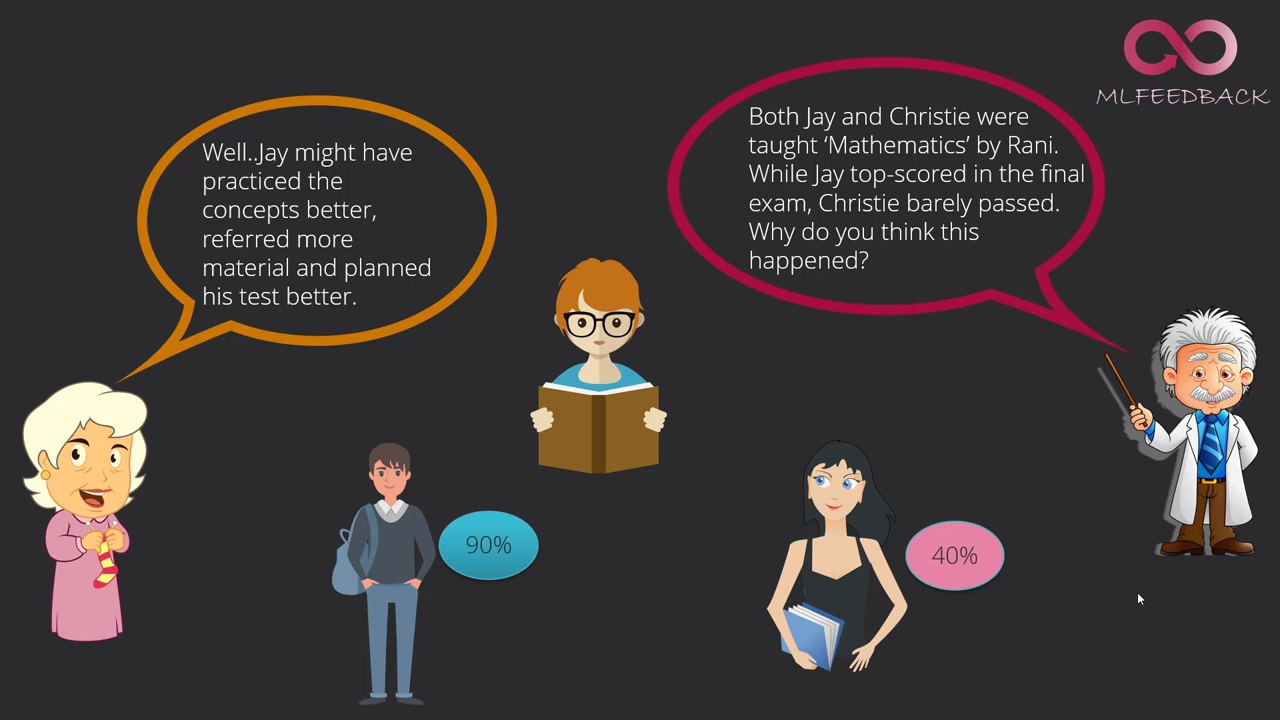 MLFEEDBACK
Both Jay and Christie were
taught ‘Mathematics’ by Rani.
While Jay top-scored in the final
exam, Christie barely passed.
Why do you think this
happened?
Well..Jay might have
practiced the
concepts better,
referred more
material and planned
his test better.
90%
40%